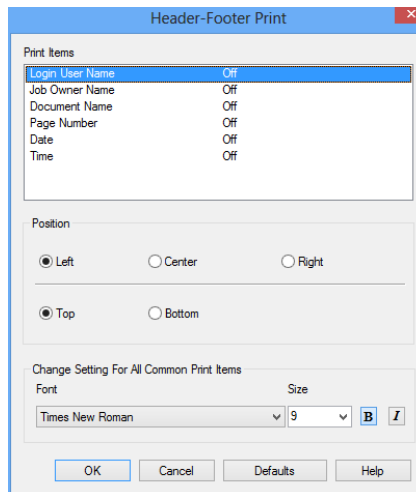 Header-Footer Print
Print Items
Login User Name Off
Job Owner Name Off
Document Name Off
Page Number Off
Date Off
Time Off
Position
Left Center Right
Top Bottom
Change Setting For All Common Print Items
Font Size
Times New Roman 9 B I
OK Cancel Defaults Help